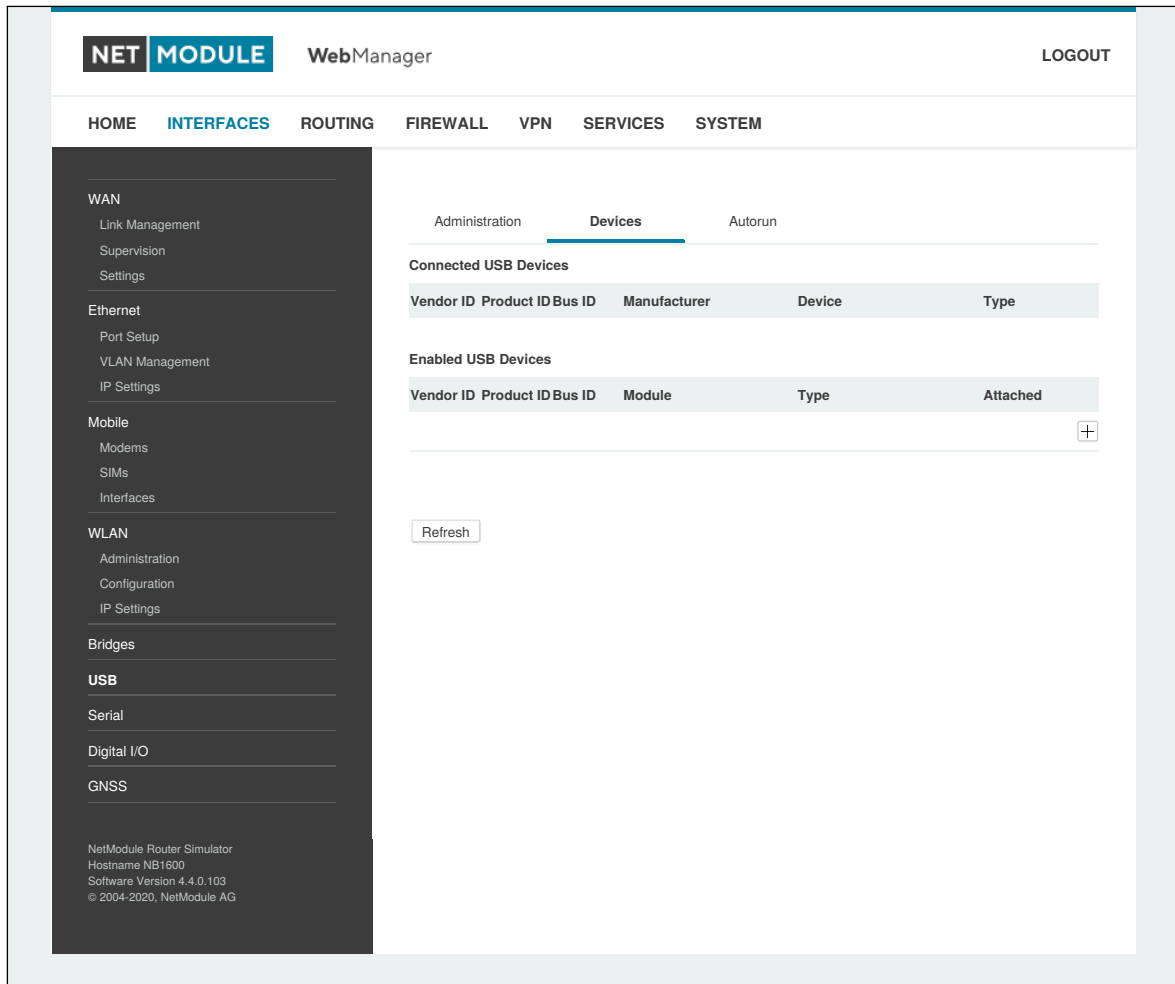 NET MODULE WebManager LOGOUT
HOME INTERFACES ROUTING FIREWALL VPN SERVICES SYSTEM
WAN
Link Management
Supervision
Settings
Ethernet
Port Setup
VLAN Management
IP Settings
Mobile
Modems
SIMs
Interfaces
WLAN
Administration
Configuration
IP Settings
Bridges
USB
Serial
Digital I/O
GNSS
NetModule Router Simulator
Hostname NB1600
Software Version 4.4.0.103
© 2004-2020, NetModule AG
Administration Devices Autorun
Connected USB Devices
Vendor ID Product ID Bus ID Manufacturer Device Type
Enabled USB Devices
Vendor ID Product ID Bus ID Module Type Attached
Refresh